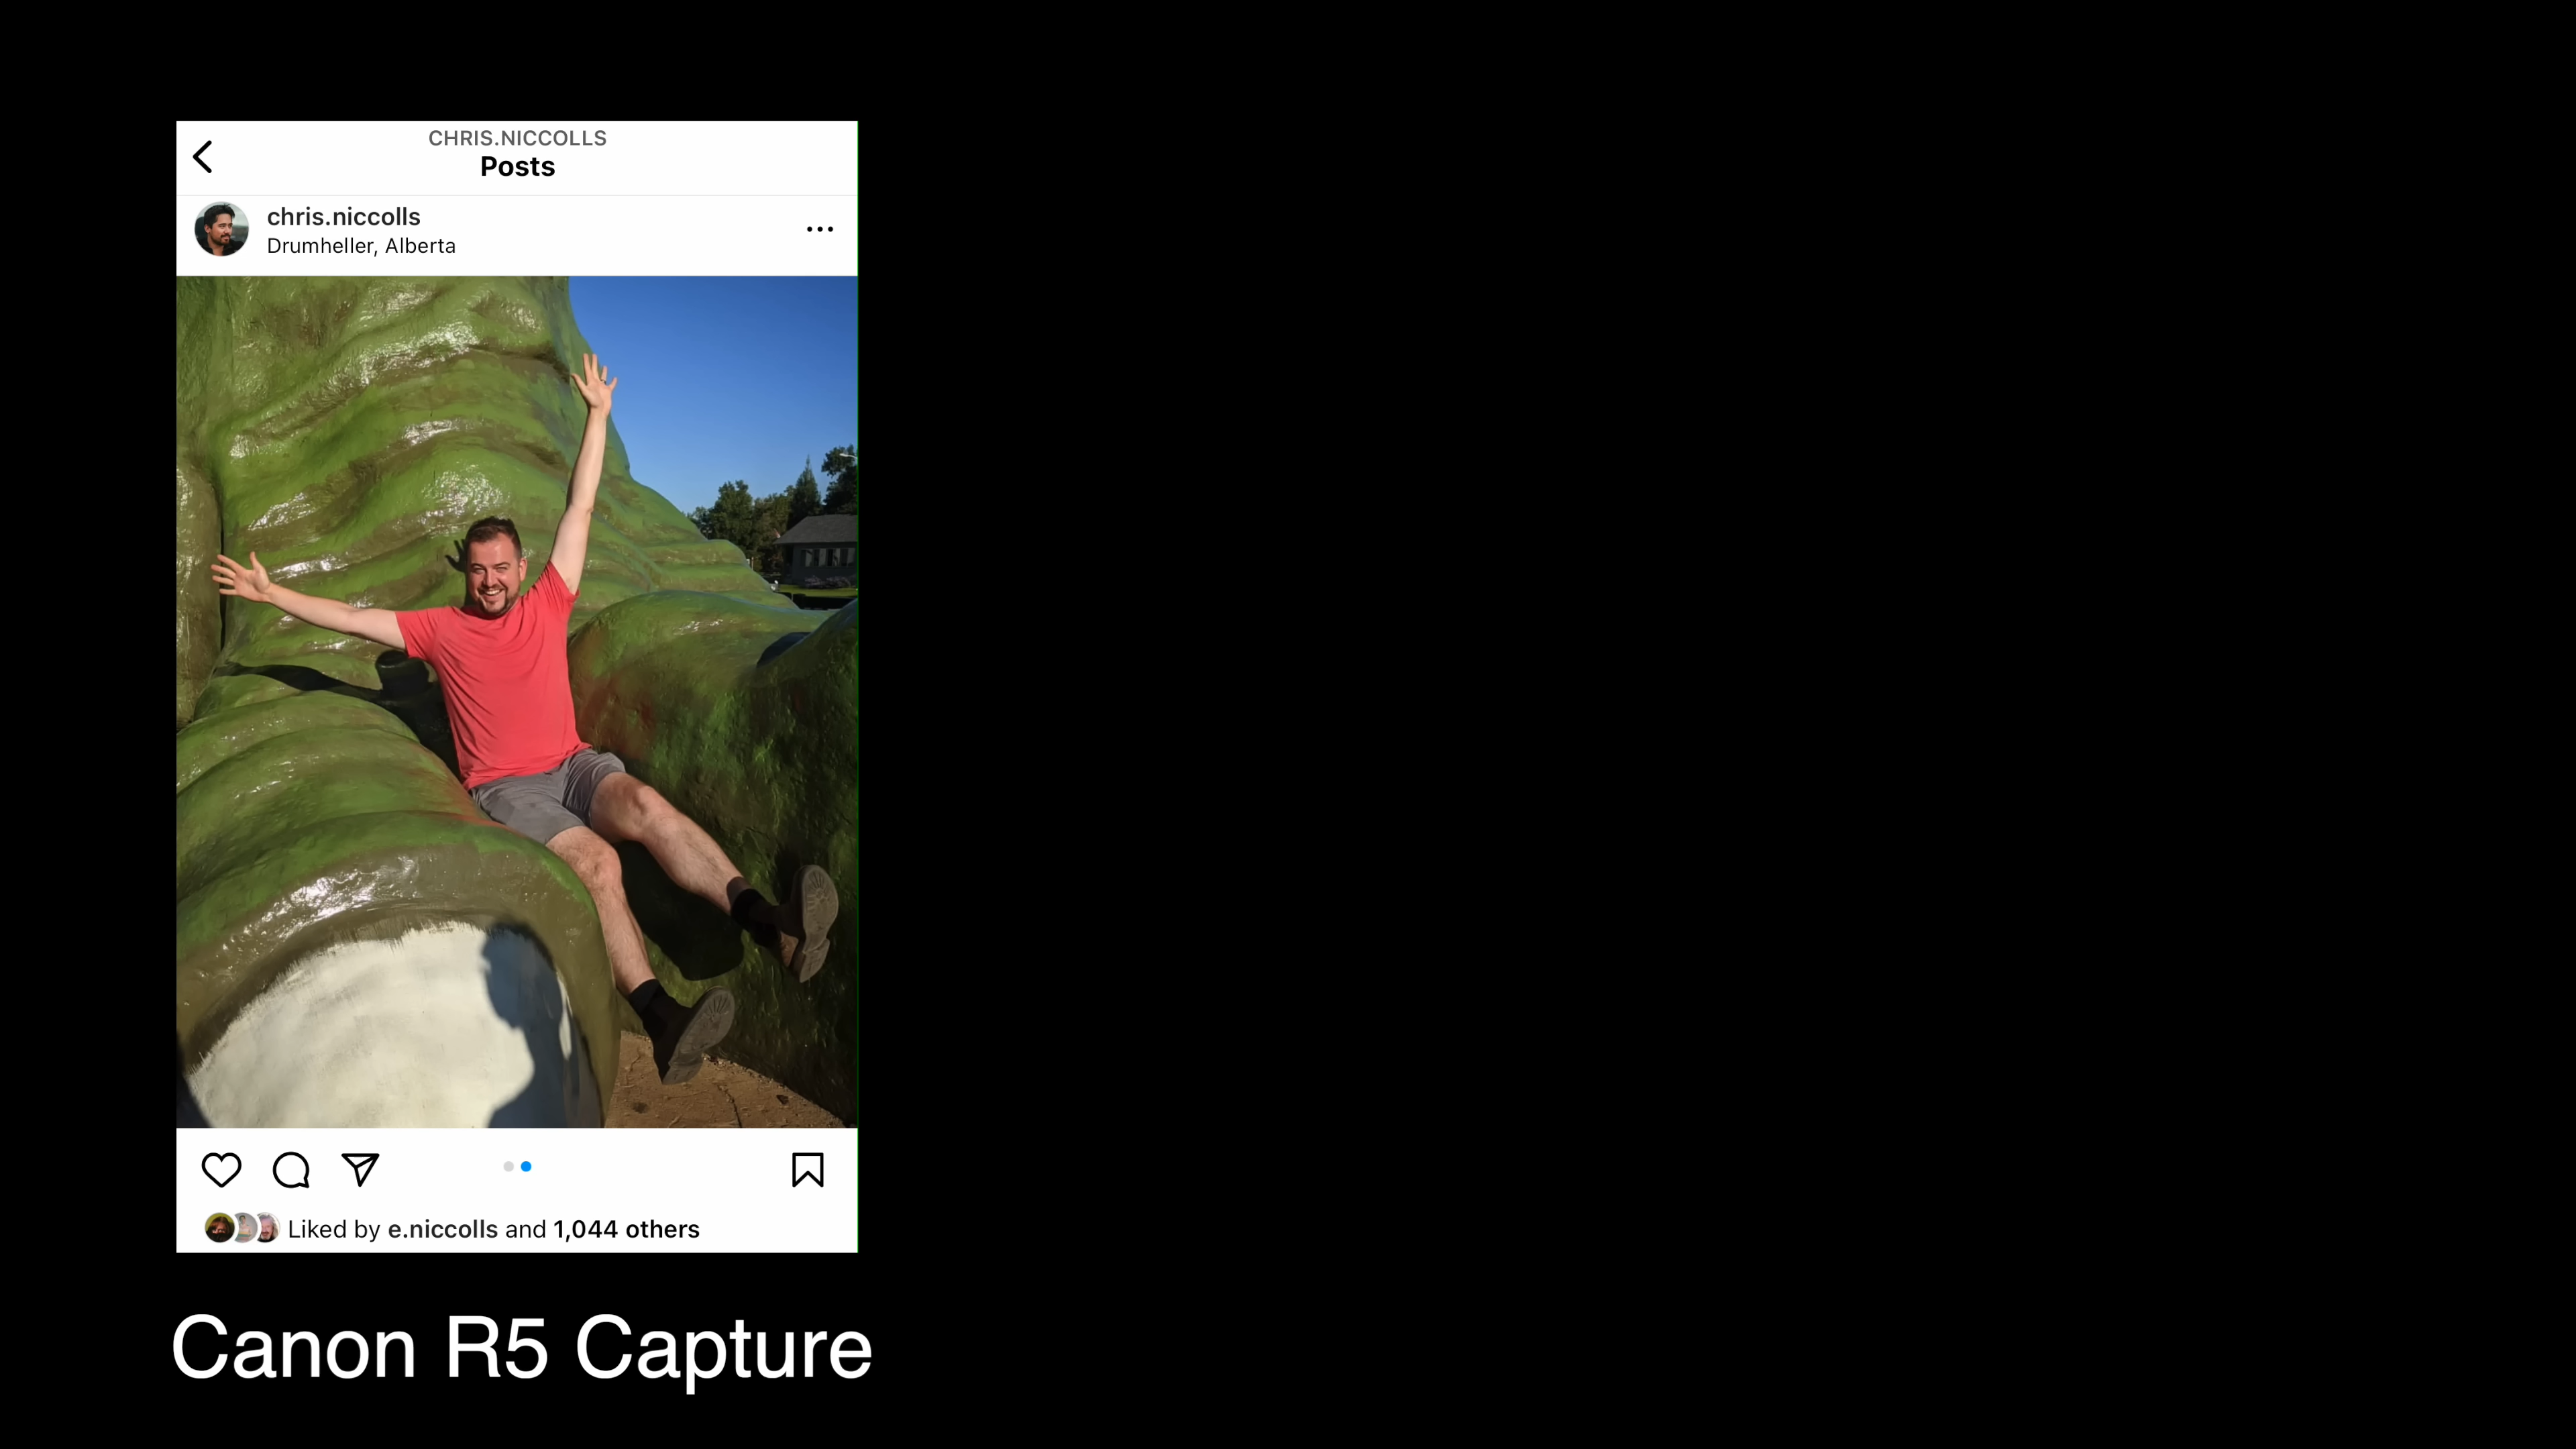 CHRIS.NICCOLLS
Posts
chris.niccolls
Drumheller, Alberta
Liked by e.niccolls and 1,044 others
Canon R5 Capture